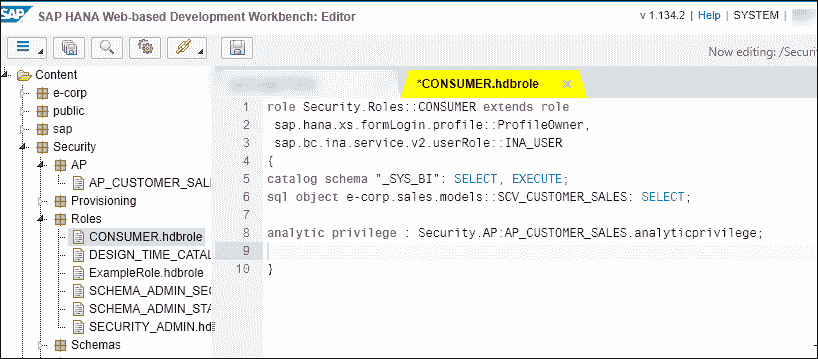 SAP SAP HANA Web-based Development Workbench: Editor
v 1.134.2 | Help | SYSTEM |
Now editing: /Securi
Content
e-corp
public
sap
Security
AP
AP_CUSTOMER_SAL
Provisioning
Roles
CONSUMER.hdbrole
DESIGN_TIME_CATAL
ExampleRole.hdbrole
SCHEMA_ADMIN_SEC
SCHEMA_ADMIN_STA
SECURITY_ADMIN.hd
Schemas
*CONSUMER.hdbrole ×
1 role Security.Roles::CONSUMER extends role
2 sap.hana.xs.formLogin.profile::ProfileOwner,
3 sap.bc.ina.service.v2.userRole::INA_USER
4 {
5 catalog schema "_SYS_BI": SELECT, EXECUTE;
6 sql object e-corp.sales.models::SCV_CUSTOMER_SALES: SELECT;
7
8 analytic privilege : Security.AP:AP_CUSTOMER_SALES.analyticprivilege;
9
10 }